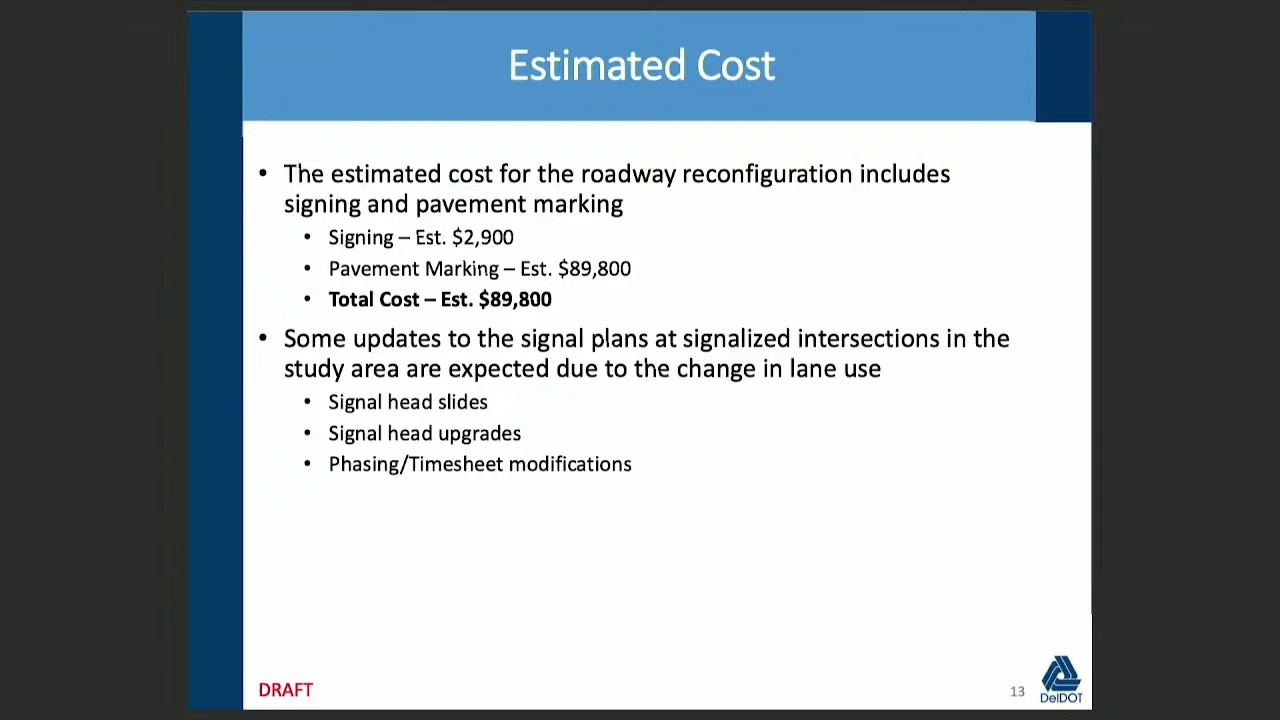 Estimated Cost
• The estimated cost for the roadway reconfiguration includes
signing and pavement marking
• Signing – Est. $2,900
• Pavement Marking – Est. $89,800
• Total Cost – Est. $89,800
• Some updates to the signal plans at signalized intersections in the
study area are expected due to the change in lane use
• Signal head slides
• Signal head upgrades
• Phasing/Timesheet modifications
DRAFT
13
DelDOT